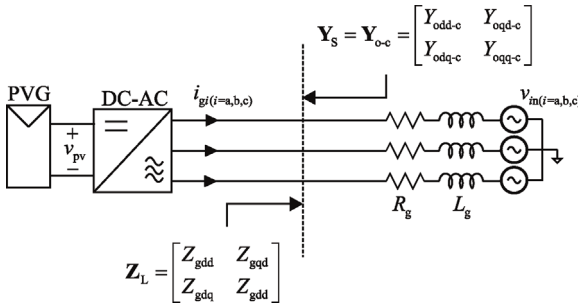 Y_S = Y_o-c = [Y_odd-c Y_oqd-c
Y_odq-c Y_oqq-c]
PVG
DC-AC
i_gi(i=a,b,c)
v_in(i=a,b,c)
+
v_pv
−
R_g
L_g
Z_L = [Z_gdd Z_gqd
Z_gdq Z_gdd]